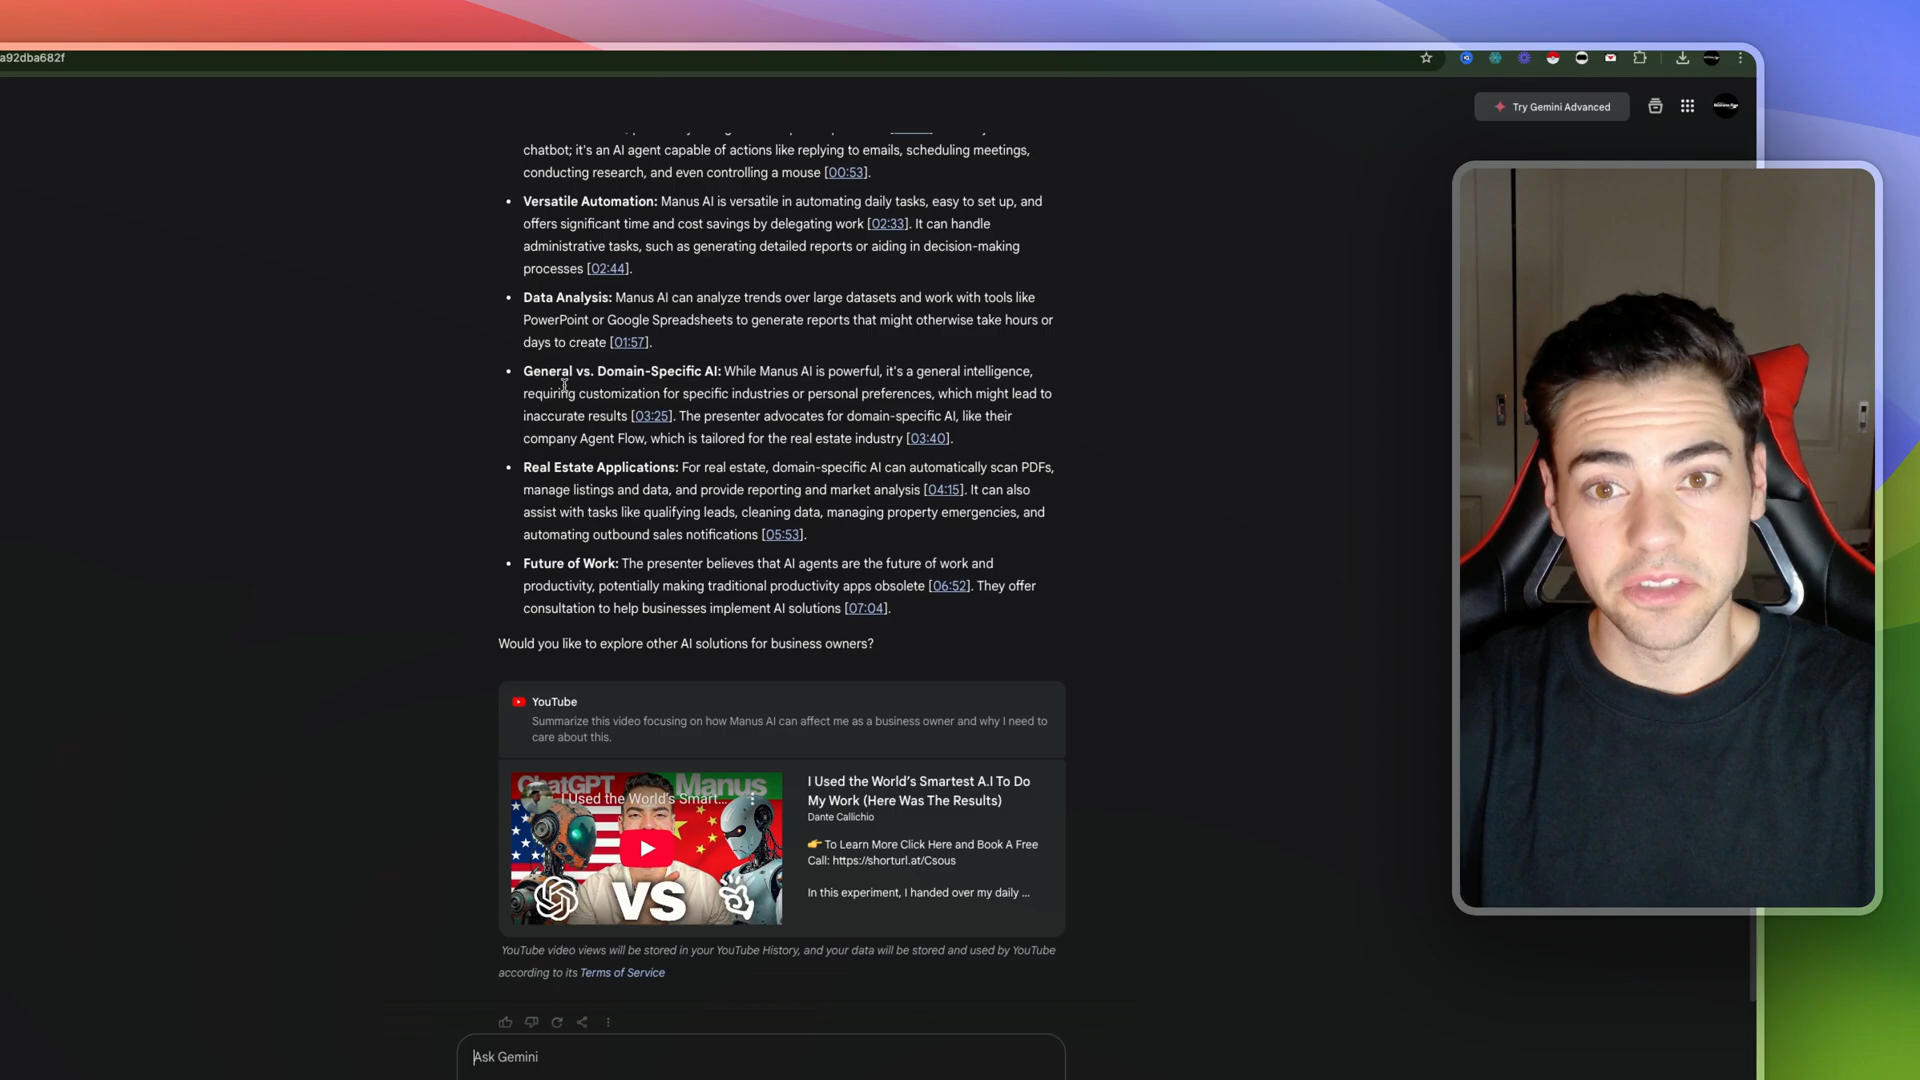 a92dba682f
Try Gemini Advanced
chatbot; it's an AI agent capable of actions like replying to emails, scheduling meetings,
conducting research, and even controlling a mouse [00:53].
• Versatile Automation: Manus AI is versatile in automating daily tasks, easy to set up, and
offers significant time and cost savings by delegating work [02:33]. It can handle
administrative tasks, such as generating detailed reports or aiding in decision-making
processes [02:44].
• Data Analysis: Manus AI can analyze trends over large datasets and work with tools like
PowerPoint or Google Spreadsheets to generate reports that might otherwise take hours or
days to create [01:57].
• General vs. Domain-Specific AI: While Manus AI is powerful, it's a general intelligence,
requiring customization for specific industries or personal preferences, which might lead to
inaccurate results [03:25]. The presenter advocates for domain-specific AI, like their
company Agent Flow, which is tailored for the real estate industry [03:40].
• Real Estate Applications: For real estate, domain-specific AI can automatically scan PDFs,
manage listings and data, and provide reporting and market analysis [04:15]. It can also
assist with tasks like qualifying leads, cleaning data, managing property emergencies, and
automating outbound sales notifications [05:53].
• Future of Work: The presenter believes that AI agents are the future of work and
productivity, potentially making traditional productivity apps obsolete [06:52]. They offer
consultation to help businesses implement AI solutions [07:04].
Would you like to explore other AI solutions for business owners?
YouTube
Summarize this video focusing on how Manus AI can affect me as a business owner and why I need to
care about this.
ChatGPT Manus
I Used the World's Smart...
VS
I Used the World's Smartest A.I To Do
My Work (Here Was The Results)
Dante Callichio
👉 To Learn More Click Here and Book A Free
Call: https://shorturl.at/Csous
In this experiment, I handed over my daily ...
YouTube video views will be stored in your YouTube History, and your data will be stored and used by YouTube
according to its Terms of Service
Ask Gemini